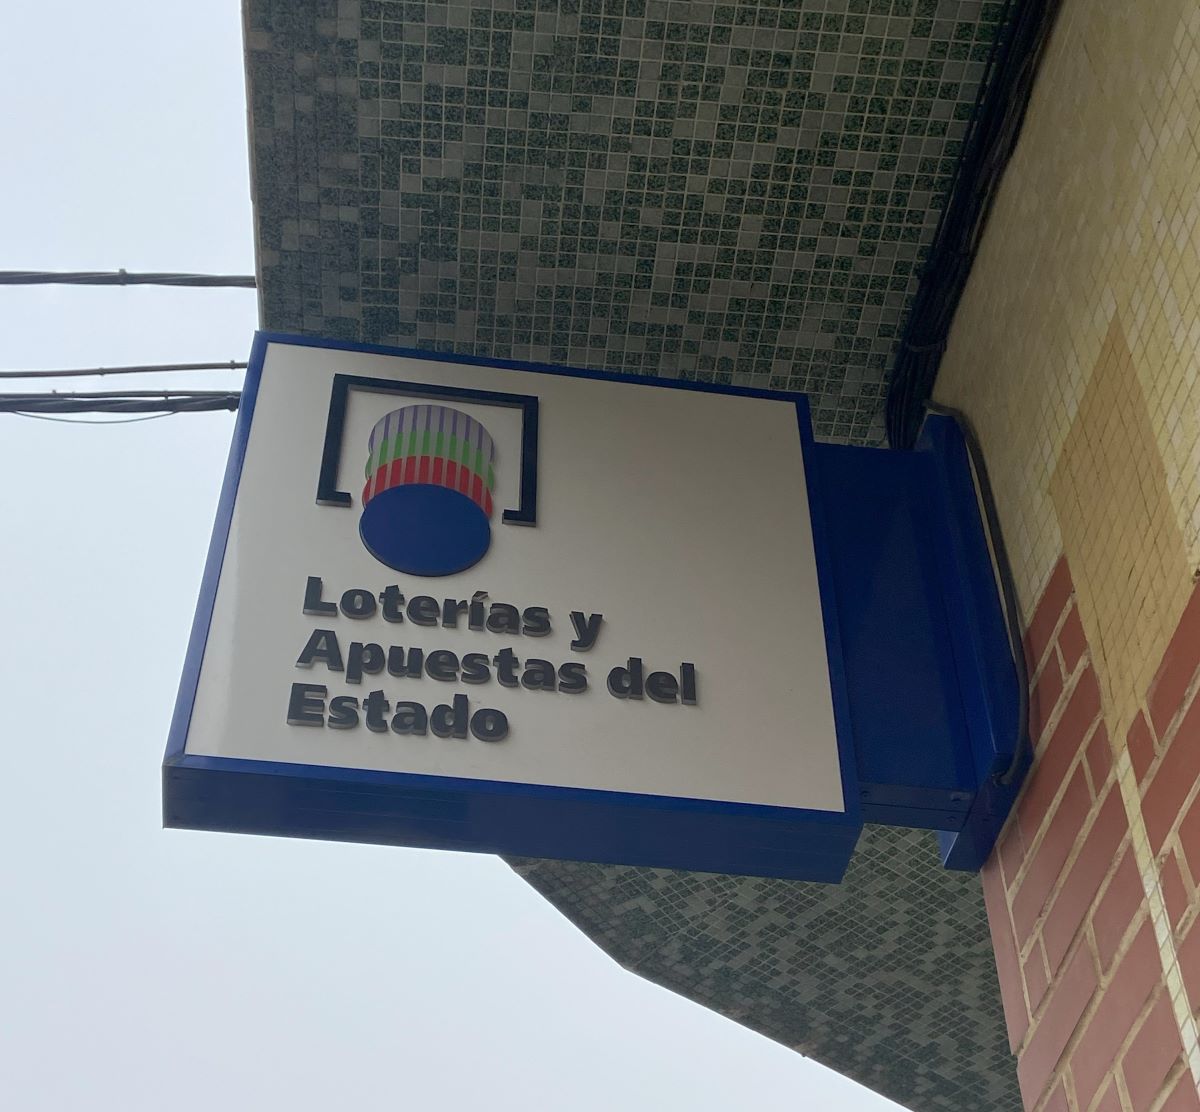 Loterías y
Apuestas del
Estado